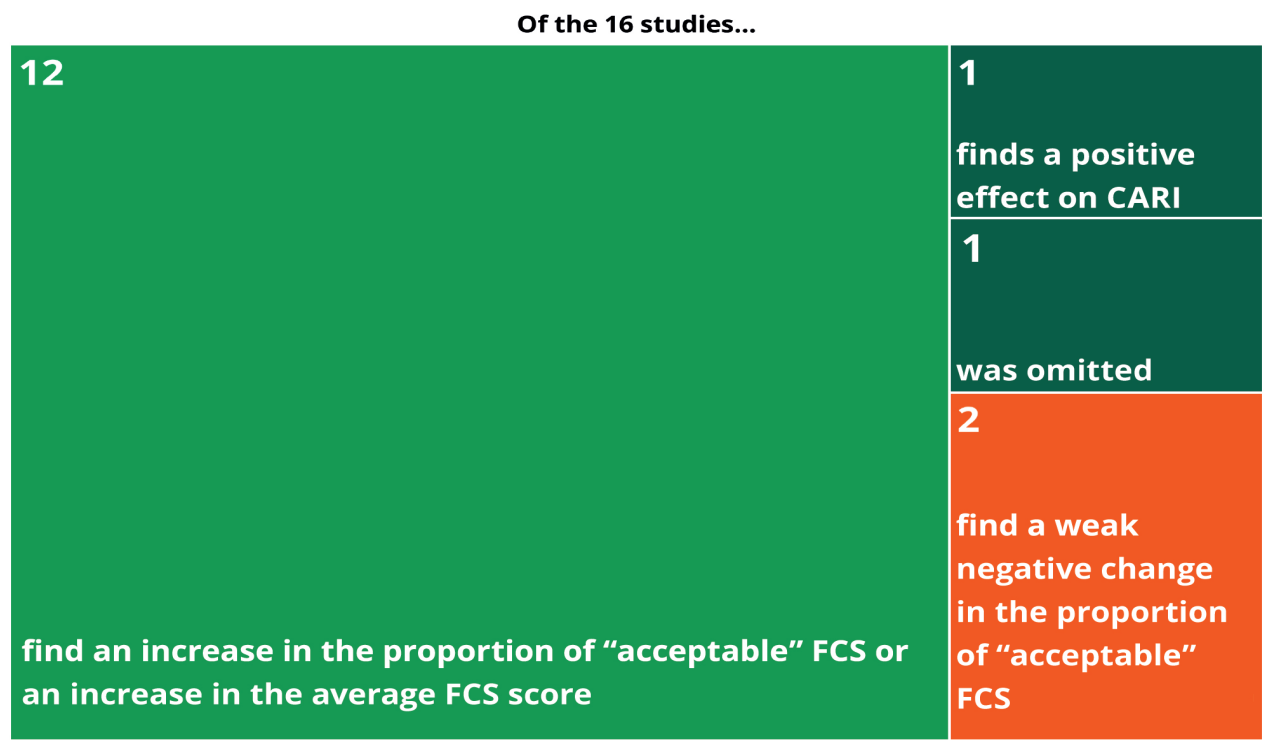 Of the 16 studies...
12
find an increase in the proportion of “acceptable” FCS or
an increase in the average FCS score
1
finds a positive
effect on CARI
1
was omitted
2
find a weak
negative change
in the proportion
of “acceptable”
FCS